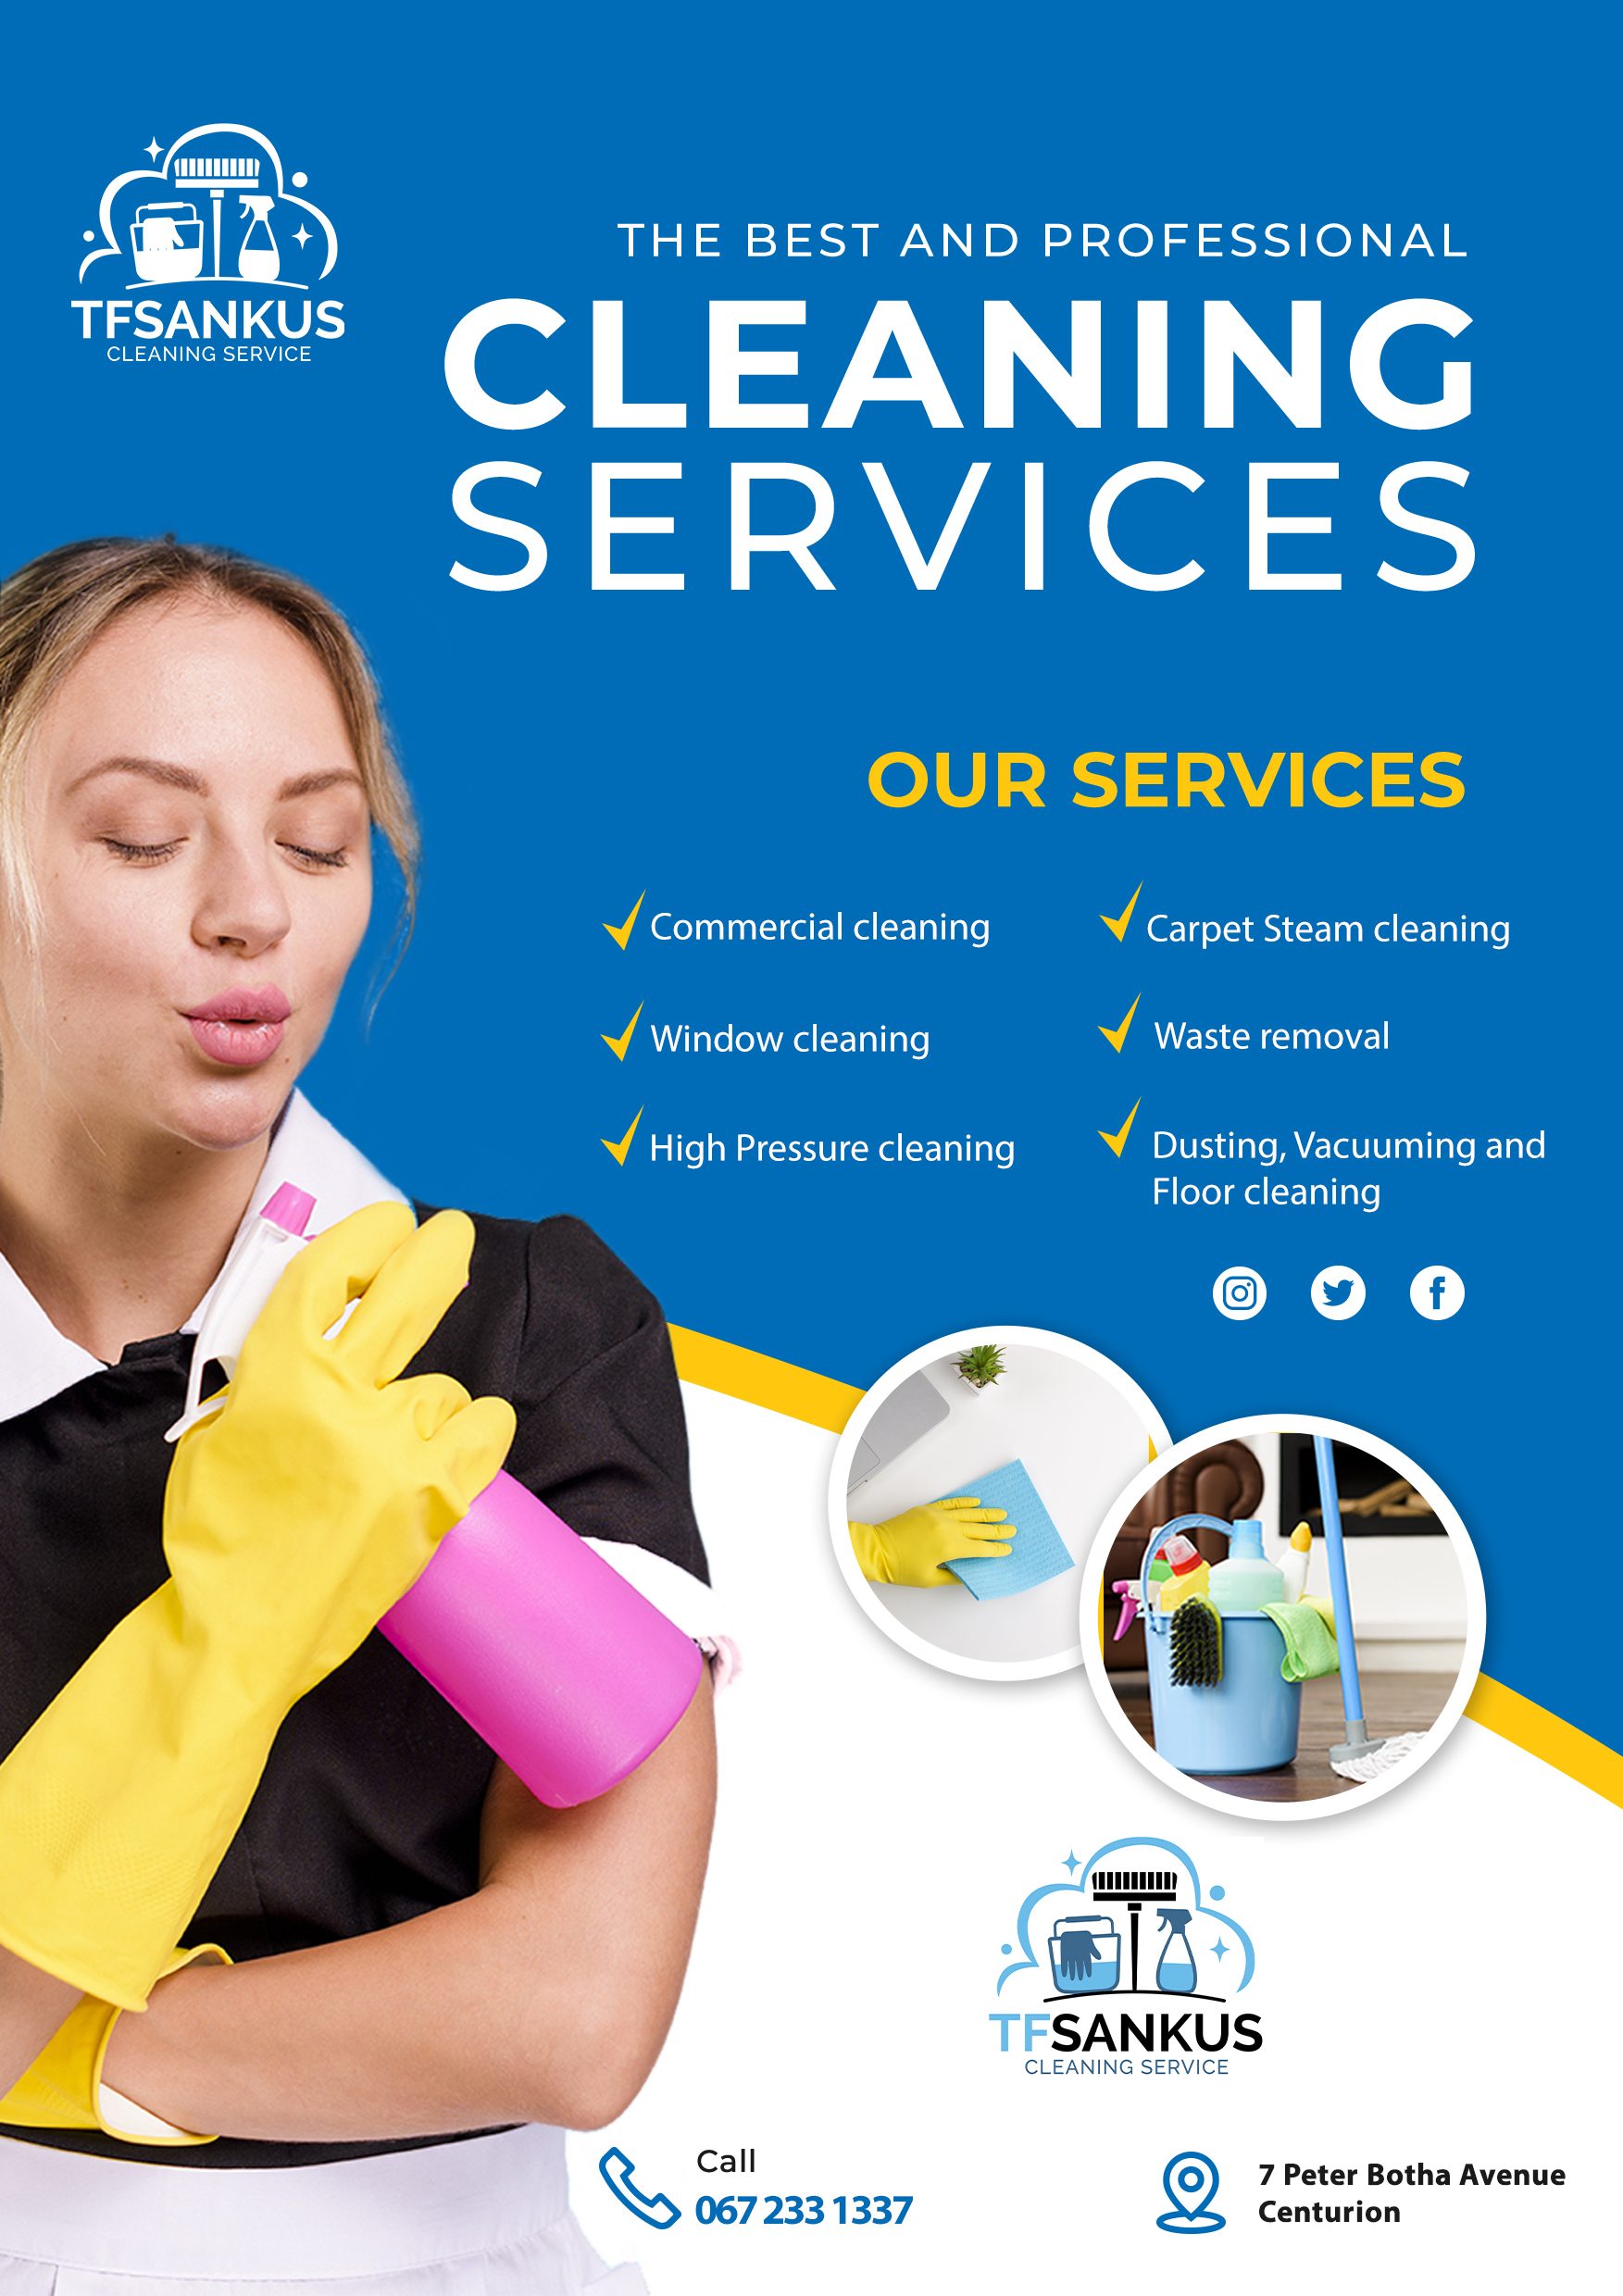 TFSANKUS
CLEANING SERVICE
THE BEST AND PROFESSIONAL
CLEANING
SERVICES
OUR SERVICES
Commercial cleaning
Window cleaning
High Pressure cleaning
Carpet Steam cleaning
Waste removal
Dusting, Vacuuming and
Floor cleaning
TFSANKUS
CLEANING SERVICE
Call
067 233 1337
7 Peter Botha Avenue
Centurion